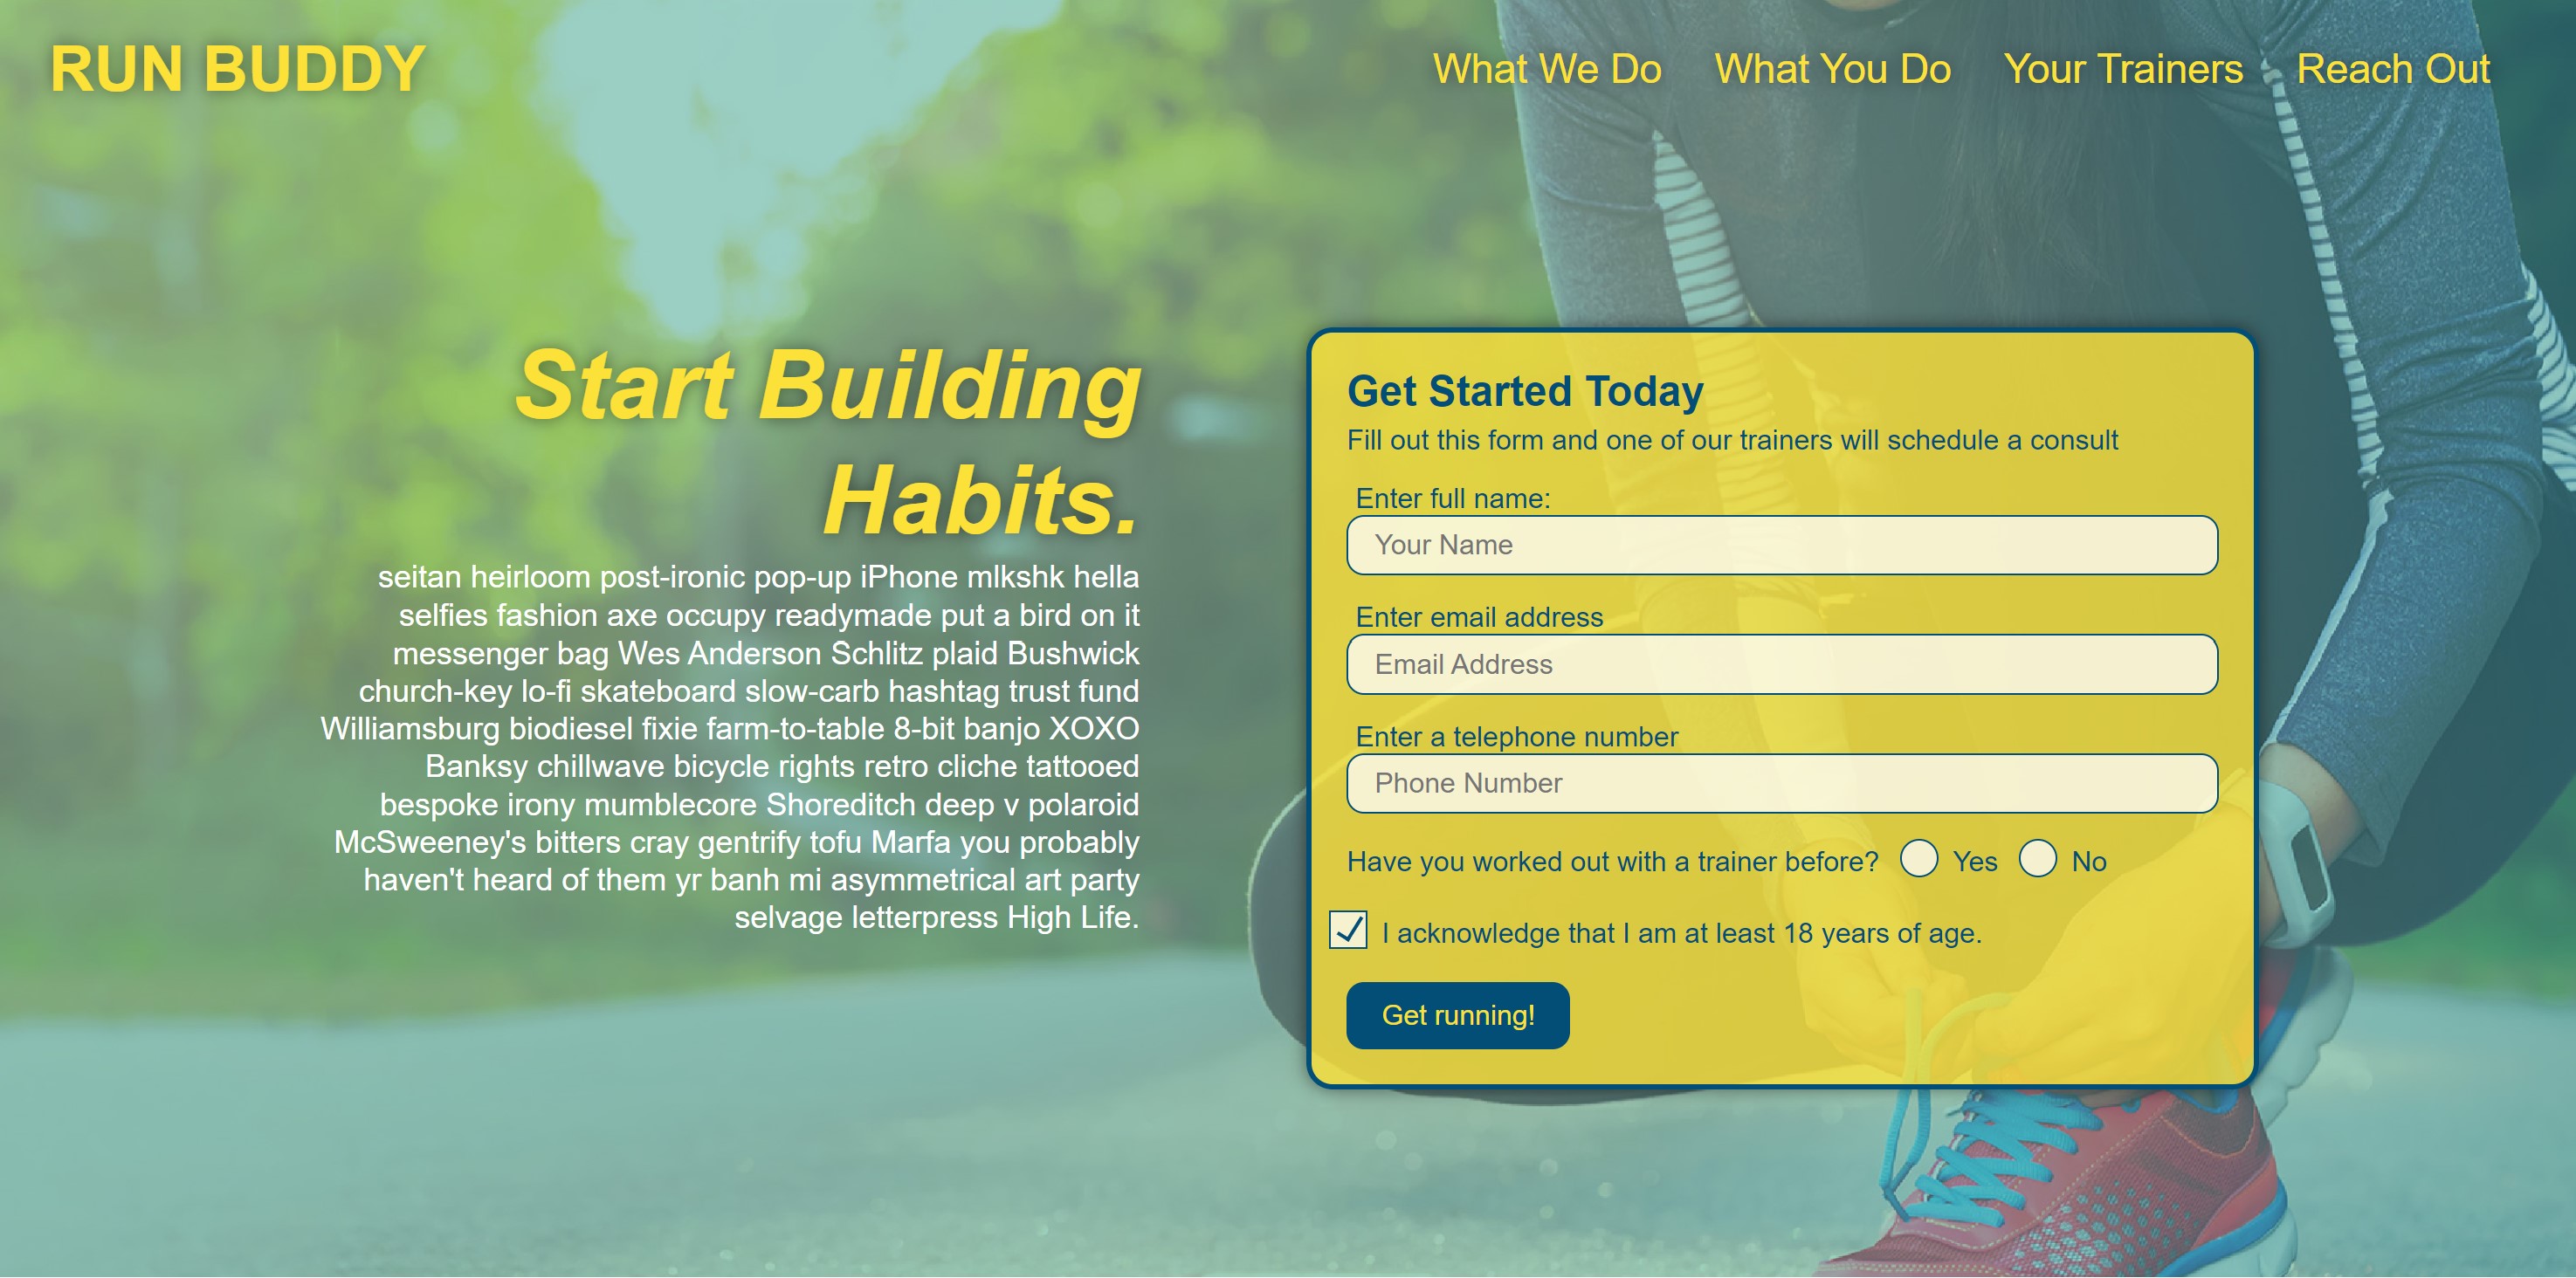 RUN BUDDY
What We Do
What You Do
Your Trainers
Reach Out
Start Building
Habits.
seitan heirloom post-ironic pop-up iPhone mlkshk hella
selfies fashion axe occupy readymade put a bird on it
messenger bag Wes Anderson Schlitz plaid Bushwick
church-key lo-fi skateboard slow-carb hashtag trust fund
Williamsburg biodiesel fixie farm-to-table 8-bit banjo XOXO
Banksy chillwave bicycle rights retro cliche tattooed
bespoke irony mumblecore Shoreditch deep v polaroid
McSweeney's bitters cray gentrify tofu Marfa you probably
haven't heard of them yr banh mi asymmetrical art party
selvage letterpress High Life.
Get Started Today
Fill out this form and one of our trainers will schedule a consult
Enter full name:
Your Name
Enter email address
Email Address
Enter a telephone number
Phone Number
Have you worked out with a trainer before? Yes No
I acknowledge that I am at least 18 years of age.
Get running!